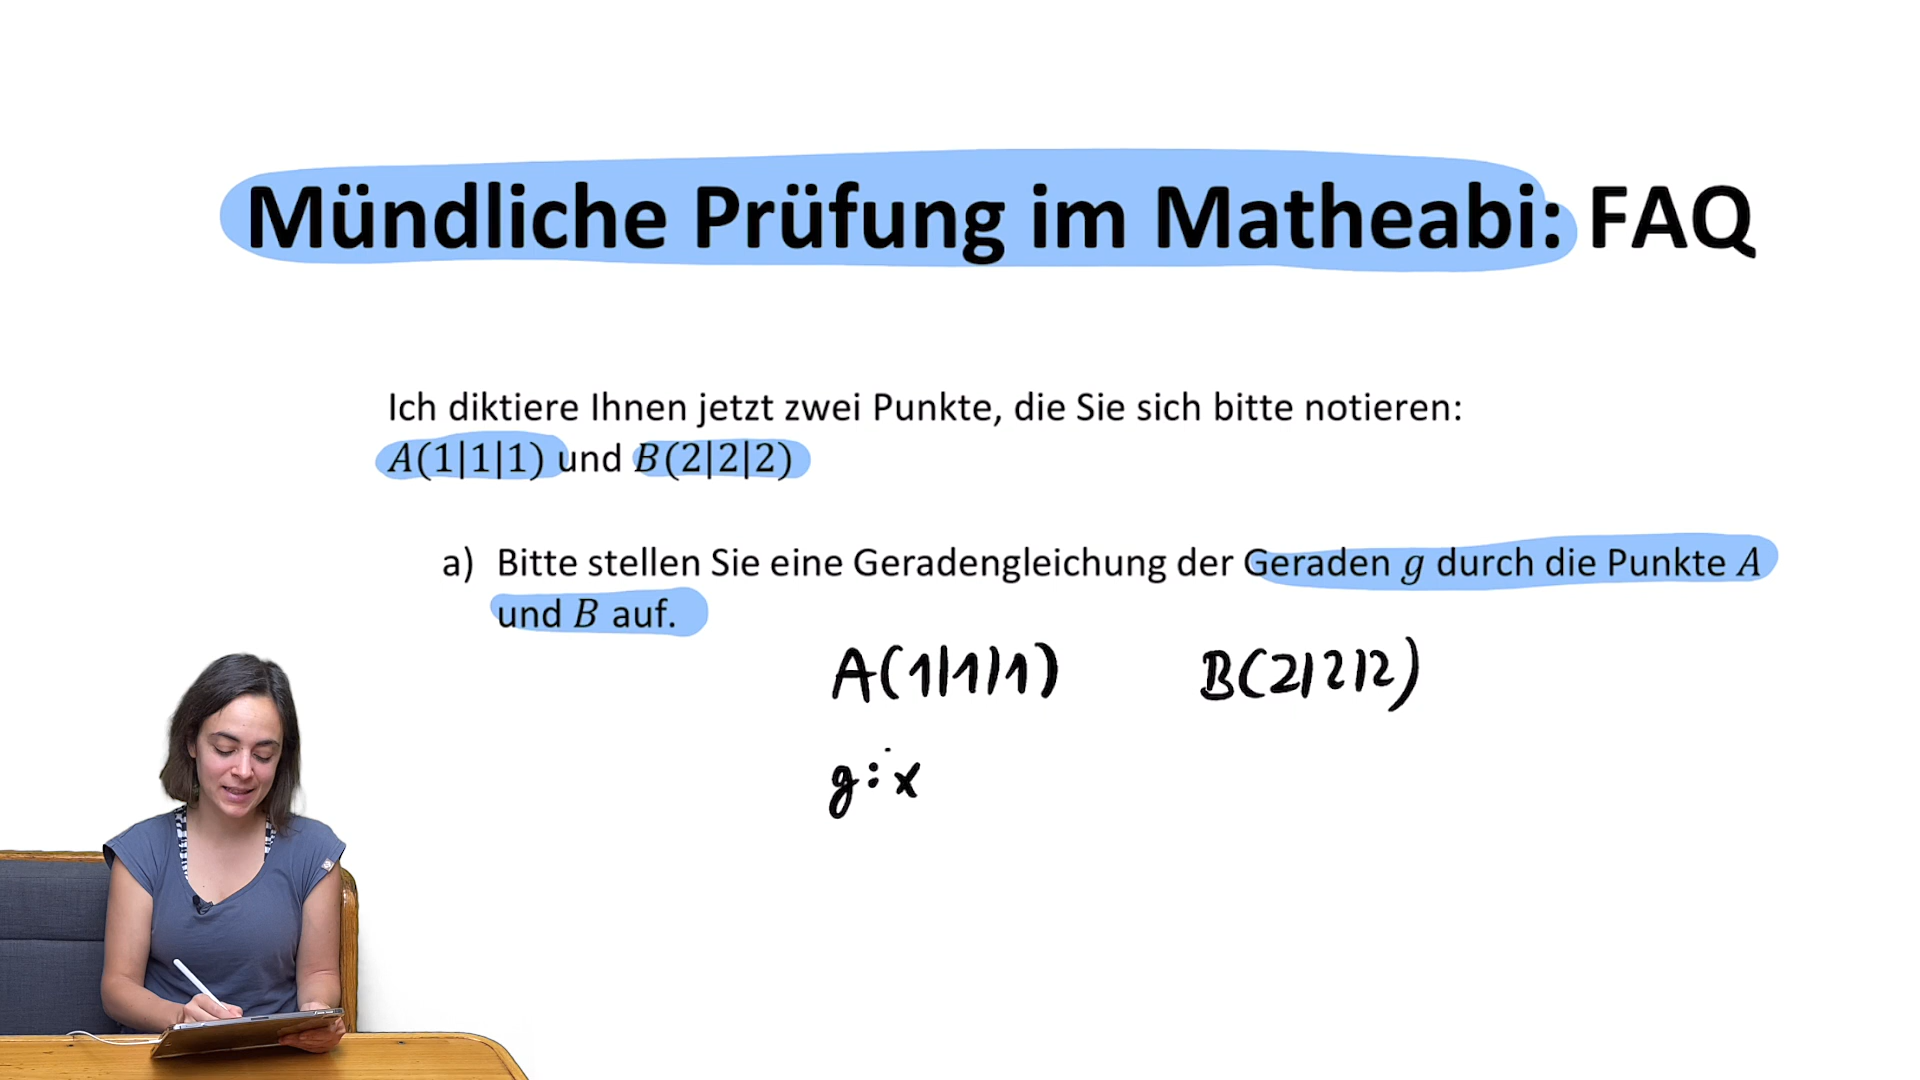 Mündliche Prüfung im Matheabi: FAQ
Ich diktiere Ihnen jetzt zwei Punkte, die Sie sich bitte notieren:
A(1|1|1) und B(2|2|2)
a) Bitte stellen Sie eine Geradengleichung der Geraden g durch die Punkte A
und B auf.
A(1|1|1) B(2|2|2)
g: x